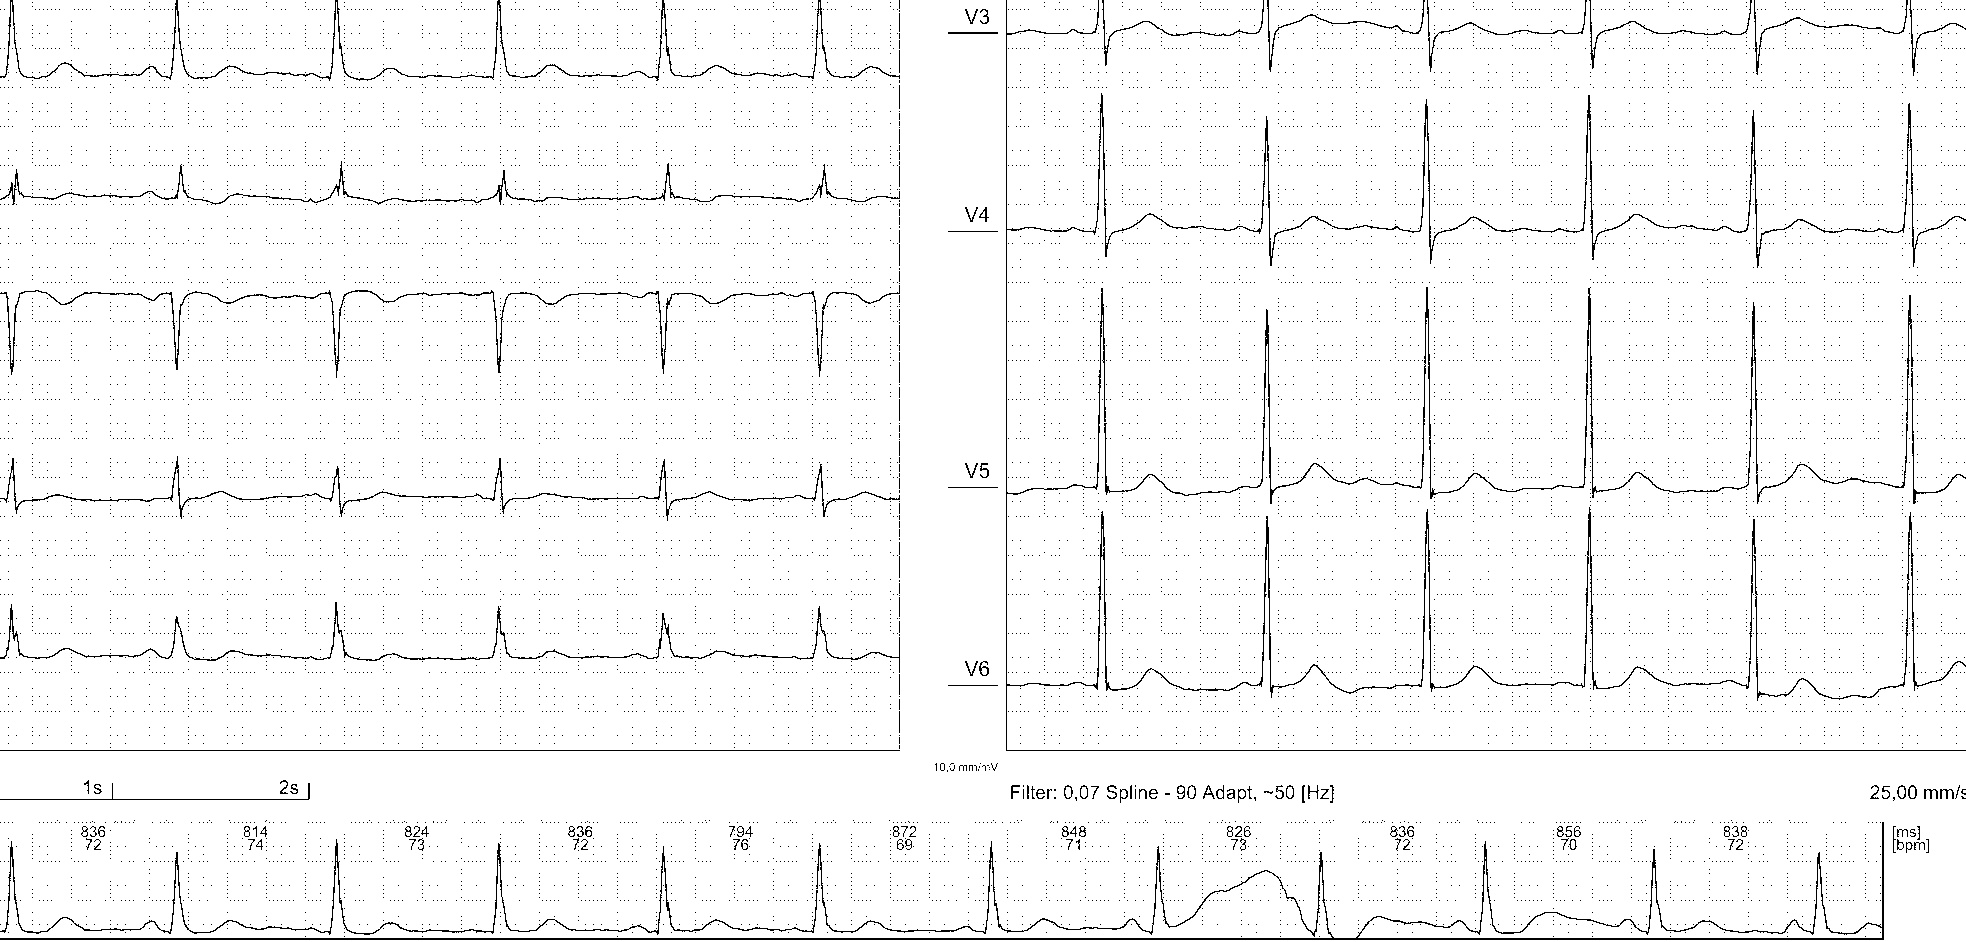 V3
V4
V5
V6
10,0 mm/mV
1s 2s
Filter: 0,07 Spline - 90 Adapt, ~50 [Hz] 25,00 mm/s
836 814 824 836 794 872 848 826 836 856 838 [ms]
72 74 73 72 76 69 71 73 72 70 72 [bpm]